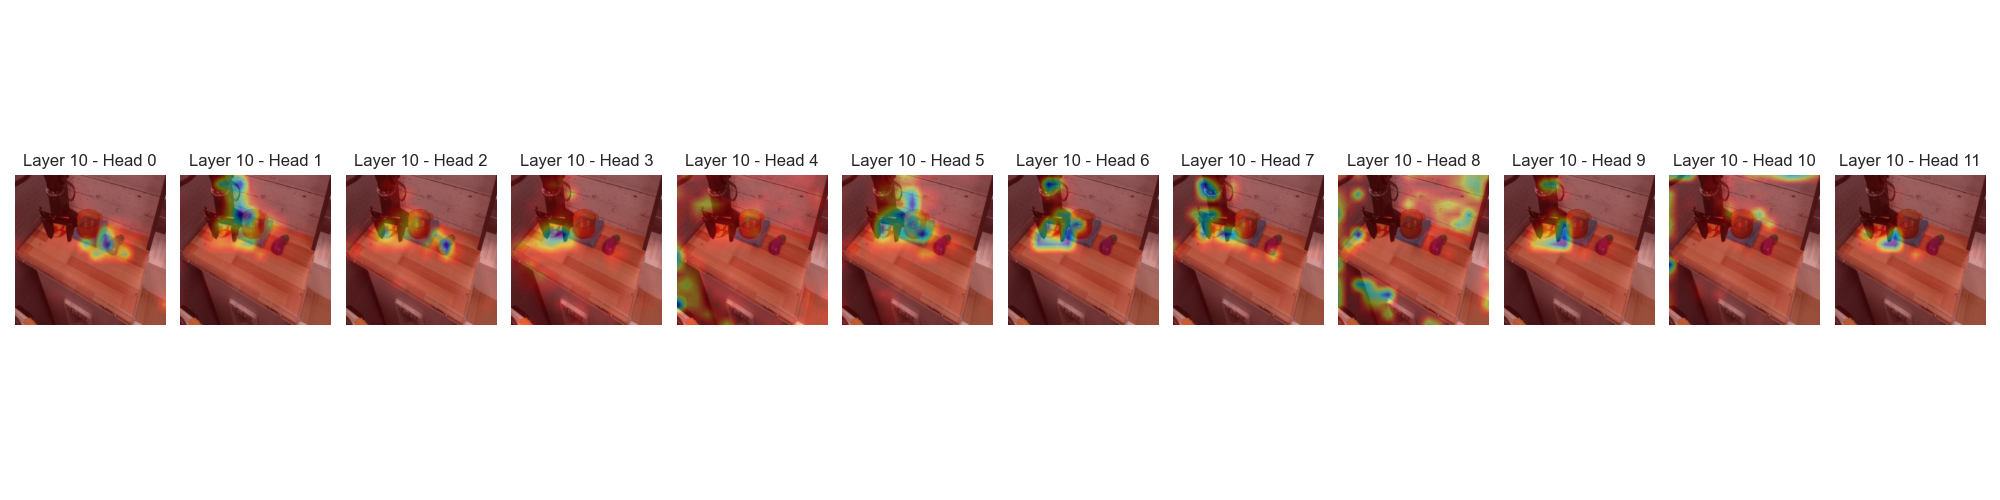 Layer 10 - Head 0
Layer 10 - Head 1
Layer 10 - Head 2
Layer 10 - Head 3
Layer 10 - Head 4
Layer 10 - Head 5
Layer 10 - Head 6
Layer 10 - Head 7
Layer 10 - Head 8
Layer 10 - Head 9
Layer 10 - Head 10
Layer 10 - Head 11